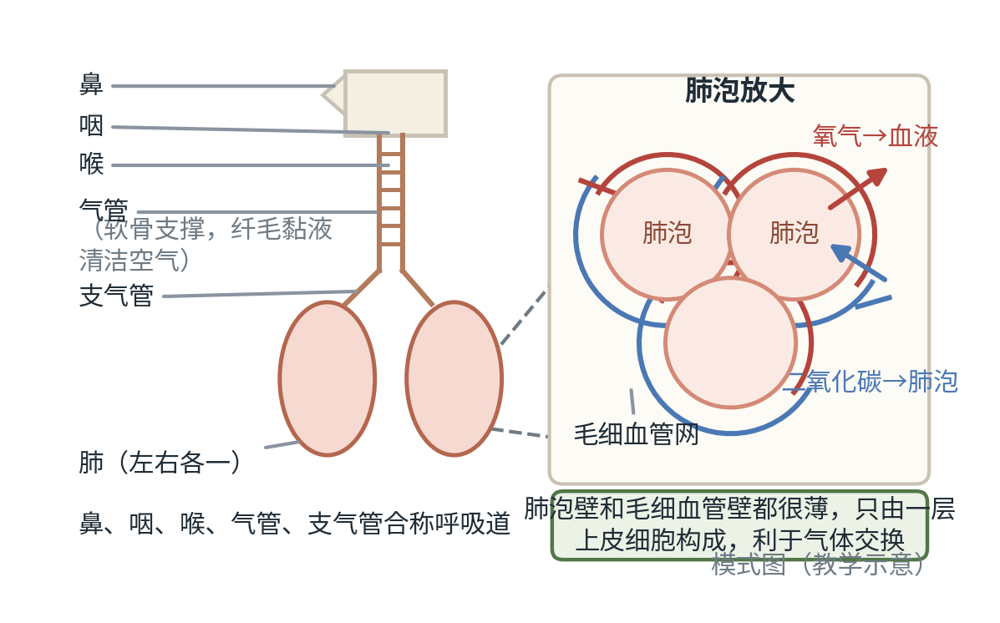 鼻
咽
喉
气管
（软骨支撑，纤毛黏液
清洁空气）
支气管
肺（左右各一）
鼻、咽、喉、气管、支气管合称呼吸道
肺泡放大
氧气→血液
肺泡
肺泡
二氧化碳→肺泡
毛细血管网
肺泡壁和毛细血管壁都很薄，只由一层
上皮细胞构成，利于气体交换
模式图（教学示意）